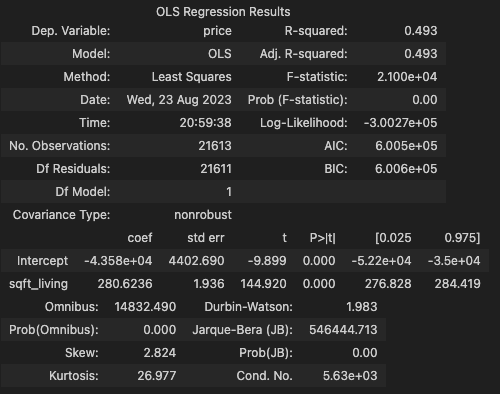 OLS Regression Results
Dep. Variable: price R-squared: 0.493
Model: OLS Adj. R-squared: 0.493
Method: Least Squares F-statistic: 2.100e+04
Date: Wed, 23 Aug 2023 Prob (F-statistic): 0.00
Time: 20:59:38 Log-Likelihood: -3.0027e+05
No. Observations: 21613 AIC: 6.005e+05
Df Residuals: 21611 BIC: 6.006e+05
Df Model: 1
Covariance Type: nonrobust
coef std err t P>|t| [0.025 0.975]
Intercept -4.358e+04 4402.690 -9.899 0.000 -5.22e+04 -3.5e+04
sqft_living 280.6236 1.936 144.920 0.000 276.828 284.419
Omnibus: 14832.490 Durbin-Watson: 1.983
Prob(Omnibus): 0.000 Jarque-Bera (JB): 546444.713
Skew: 2.824 Prob(JB): 0.00
Kurtosis: 26.977 Cond. No. 5.63e+03